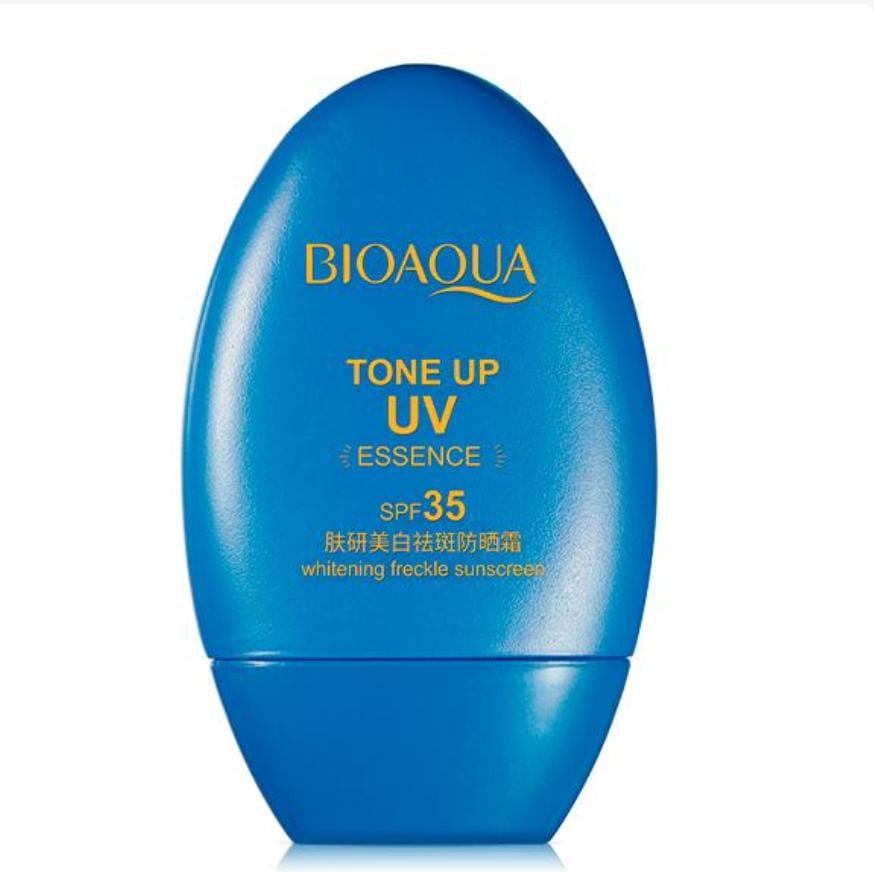 BIOAQUA
TONE UP
UV
ESSENCE
SPF35
肤研美白祛斑防晒霜
whitening freckle sunscreen